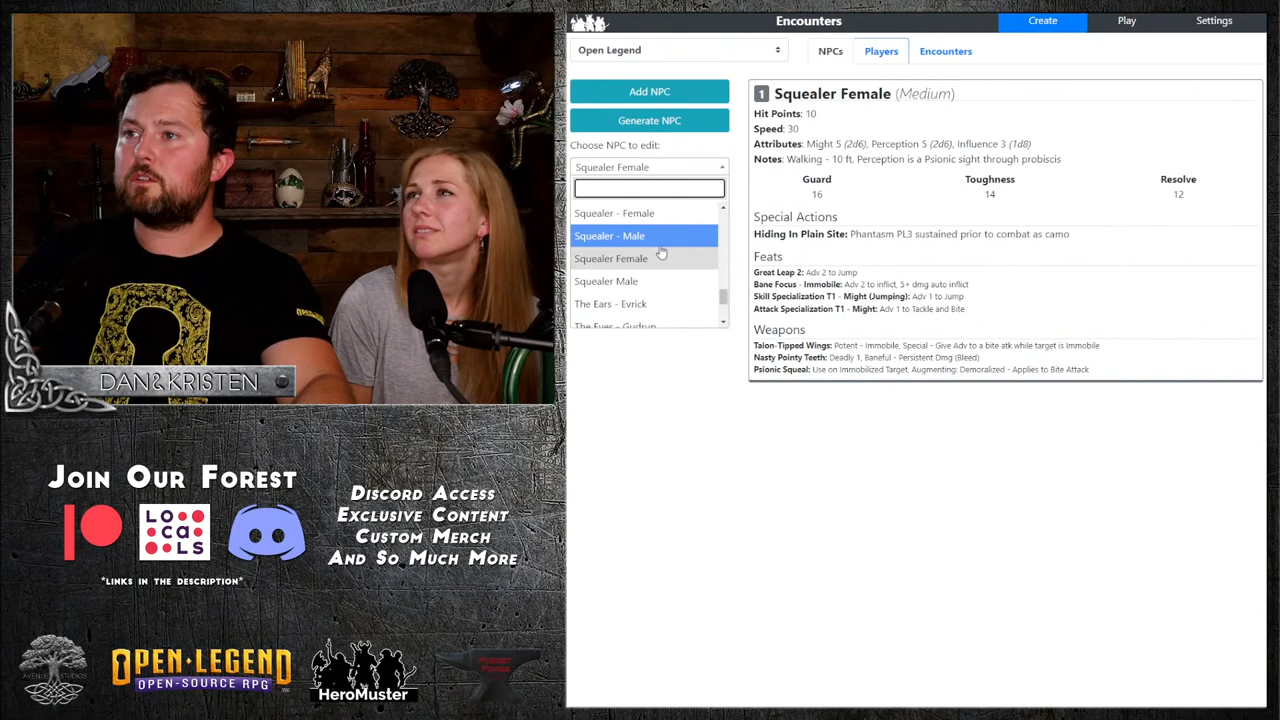 Encounters
Create
Play
Settings
Open Legend
NPCs
Players
Encounters
Add NPC
Generate NPC
Choose NPC to edit:
Squealer Female
Squealer - Female
Squealer - Male
Squealer Female
Squealer Male
The Ears - Evrick
The Eyes - Gudrun
1 Squealer Female (Medium)
Hit Points: 10
Speed: 30
Attributes: Might 5 (2d6), Perception 5 (2d6), Influence 3 (1d8)
Notes: Walking - 10 ft, Perception is a Psionic sight through probiscis
Guard Toughness Resolve
16 14 12
Special Actions
Hiding In Plain Site: Phantasm PL3 sustained prior to combat as camo
Feats
Great Leap 2: Adv 2 to Jump
Bane Focus - Immobile: Adv 2 to inflict, 5+ dmg auto inflict
Skill Specialization T1 - Might (Jumping): Adv 1 to Jump
Attack Specialization T1 - Might: Adv 1 to Tackle and Bite
Weapons
Talon-Tipped Wings: Potent - Immobile, Special - Give Adv to a bite atk while target is Immobile
Nasty Pointy Teeth: Deadly 1, Baneful - Persistent Dmg (Bleed)
Psionic Squeal: Use on Immobilized Target, Augmenting: Demoralized - Applies to Bite Attack
DAN & KRISTEN
JOIN OUR FOREST
LO
ca
LS
*LINKS IN THE DESCRIPTION*
DISCORD ACCESS
EXCLUSIVE CONTENT
CUSTOM MERCH
AND SO MUCH MORE
AVENUE STUDIOS
OPEN LEGEND
OPEN-SOURCE RPG
HeroMuster